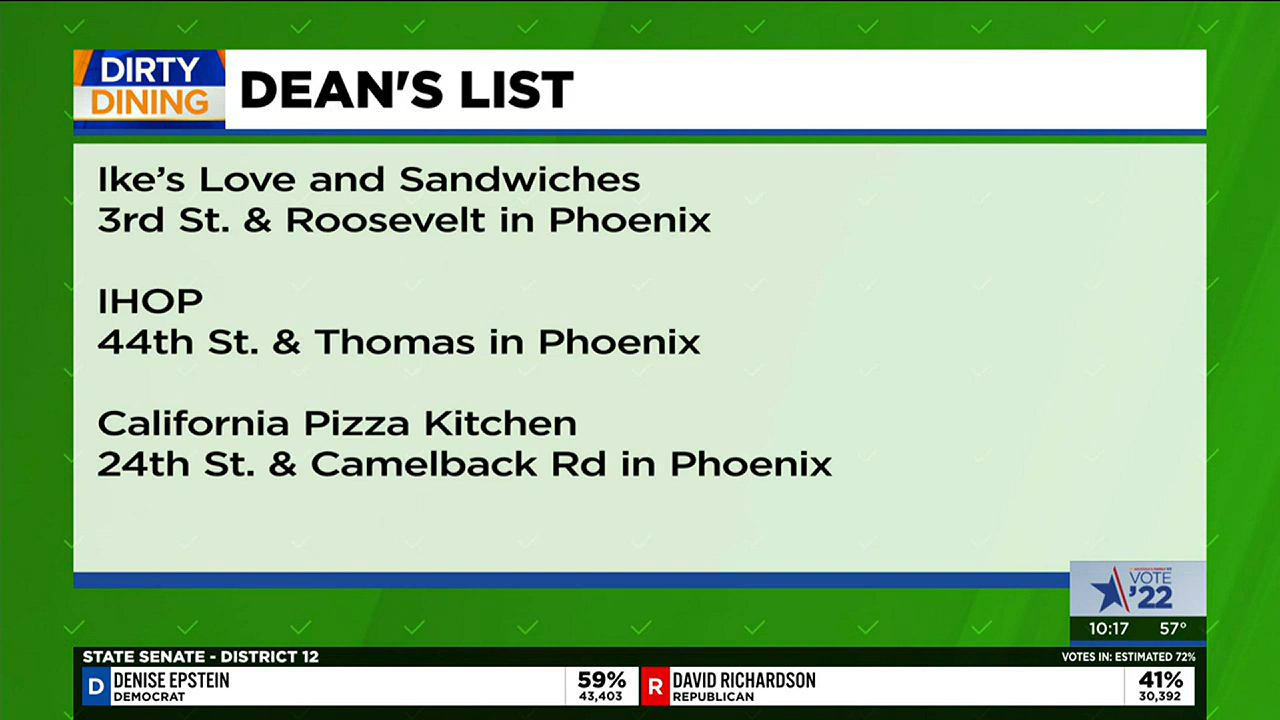 DIRTY
DINING
DEAN'S LIST
Ike's Love and Sandwiches
3rd St. & Roosevelt in Phoenix
IHOP
44th St. & Thomas in Phoenix
California Pizza Kitchen
24th St. & Camelback Rd in Phoenix
VOTE
'22
10:17 57°
STATE SENATE - DISTRICT 12
VOTES IN: ESTIMATED 72%
D DENISE EPSTEIN
DEMOCRAT
59%
43,403
R DAVID RICHARDSON
REPUBLICAN
41%
30,392